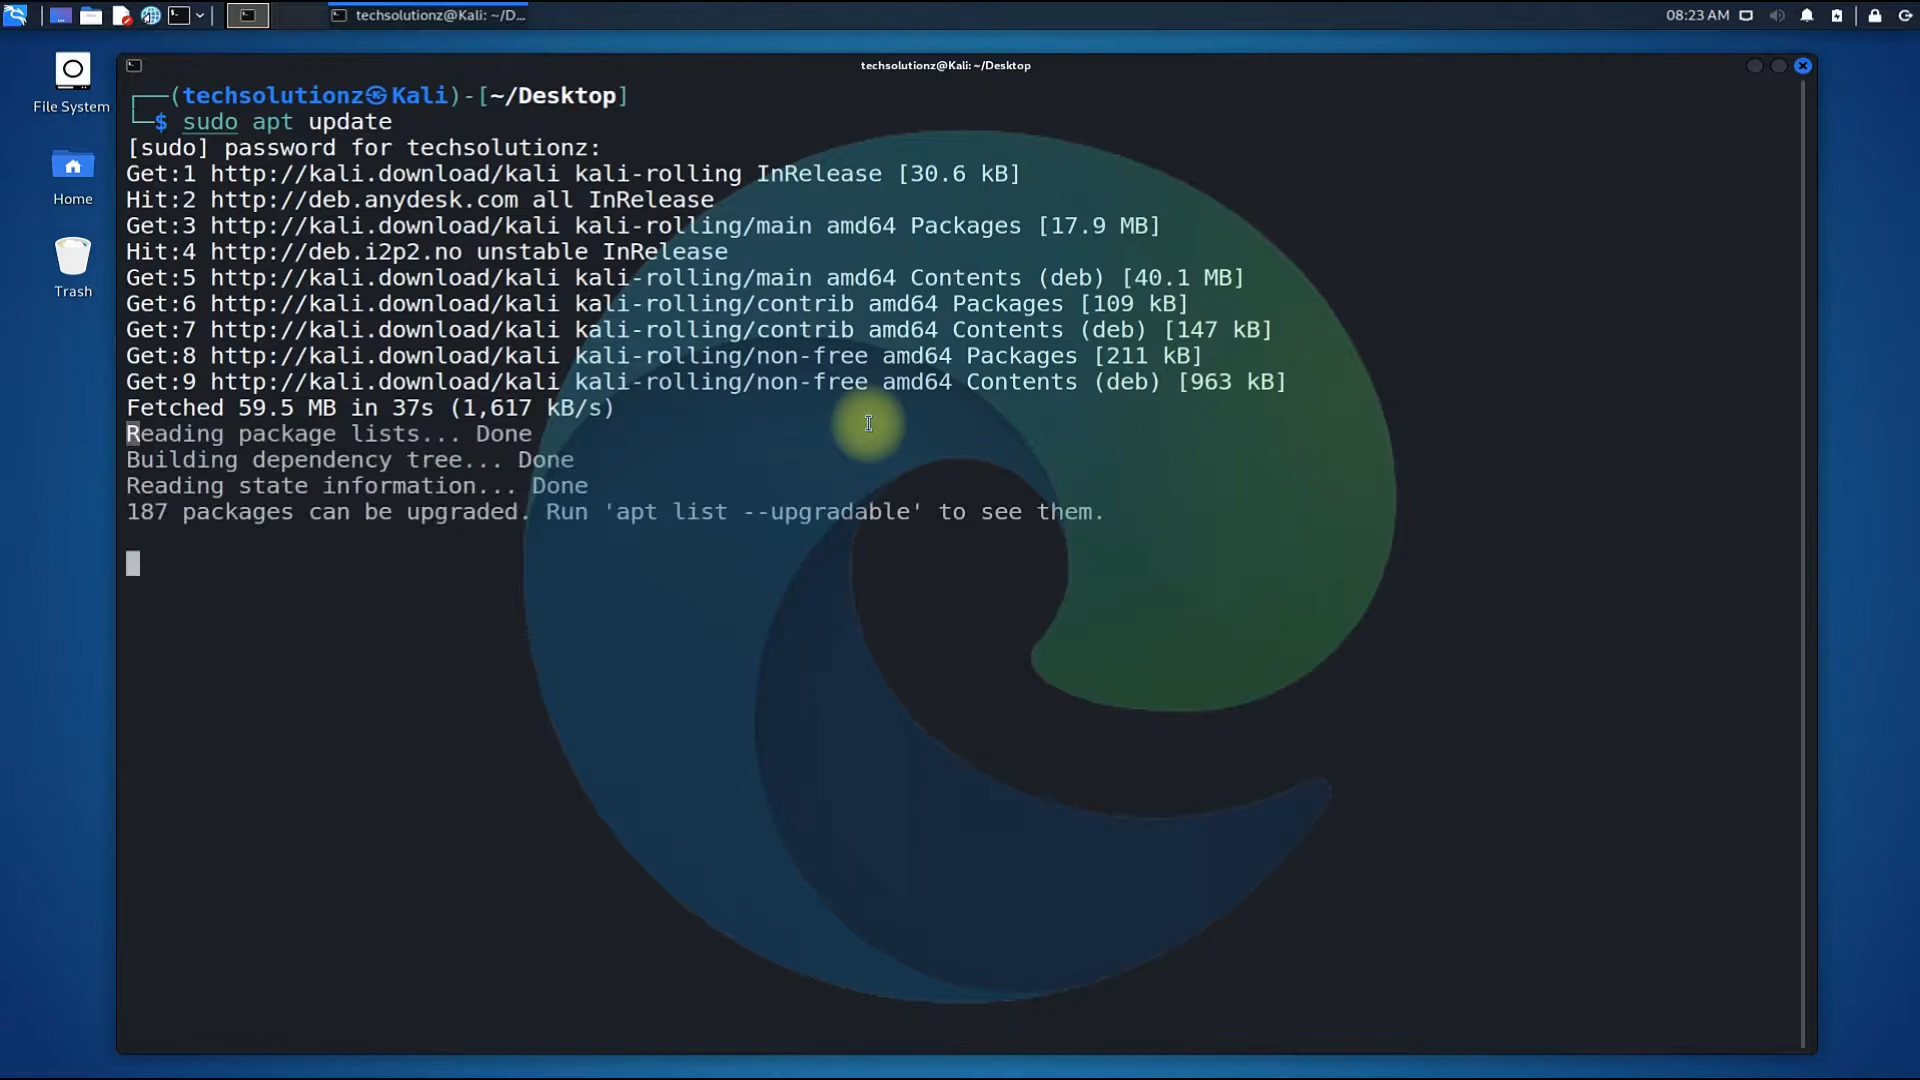 techsolutionz@Kali: ~/D...
08:23 AM
File System
Home
Trash
techsolutionz@Kali: ~/Desktop
┌──(techsolutionz㉿Kali)-[~/Desktop]
└─$ sudo apt update
[sudo] password for techsolutionz:
Get:1 http://kali.download/kali kali-rolling InRelease [30.6 kB]
Hit:2 http://deb.anydesk.com all InRelease
Get:3 http://kali.download/kali kali-rolling/main amd64 Packages [17.9 MB]
Hit:4 http://deb.i2p2.no unstable InRelease
Get:5 http://kali.download/kali kali-rolling/main amd64 Contents (deb) [40.1 MB]
Get:6 http://kali.download/kali kali-rolling/contrib amd64 Packages [109 kB]
Get:7 http://kali.download/kali kali-rolling/contrib amd64 Contents (deb) [147 kB]
Get:8 http://kali.download/kali kali-rolling/non-free amd64 Packages [211 kB]
Get:9 http://kali.download/kali kali-rolling/non-free amd64 Contents (deb) [963 kB]
Fetched 59.5 MB in 37s (1,617 kB/s)
Reading package lists... Done
Building dependency tree... Done
Reading state information... Done
187 packages can be upgraded. Run 'apt list --upgradable' to see them.